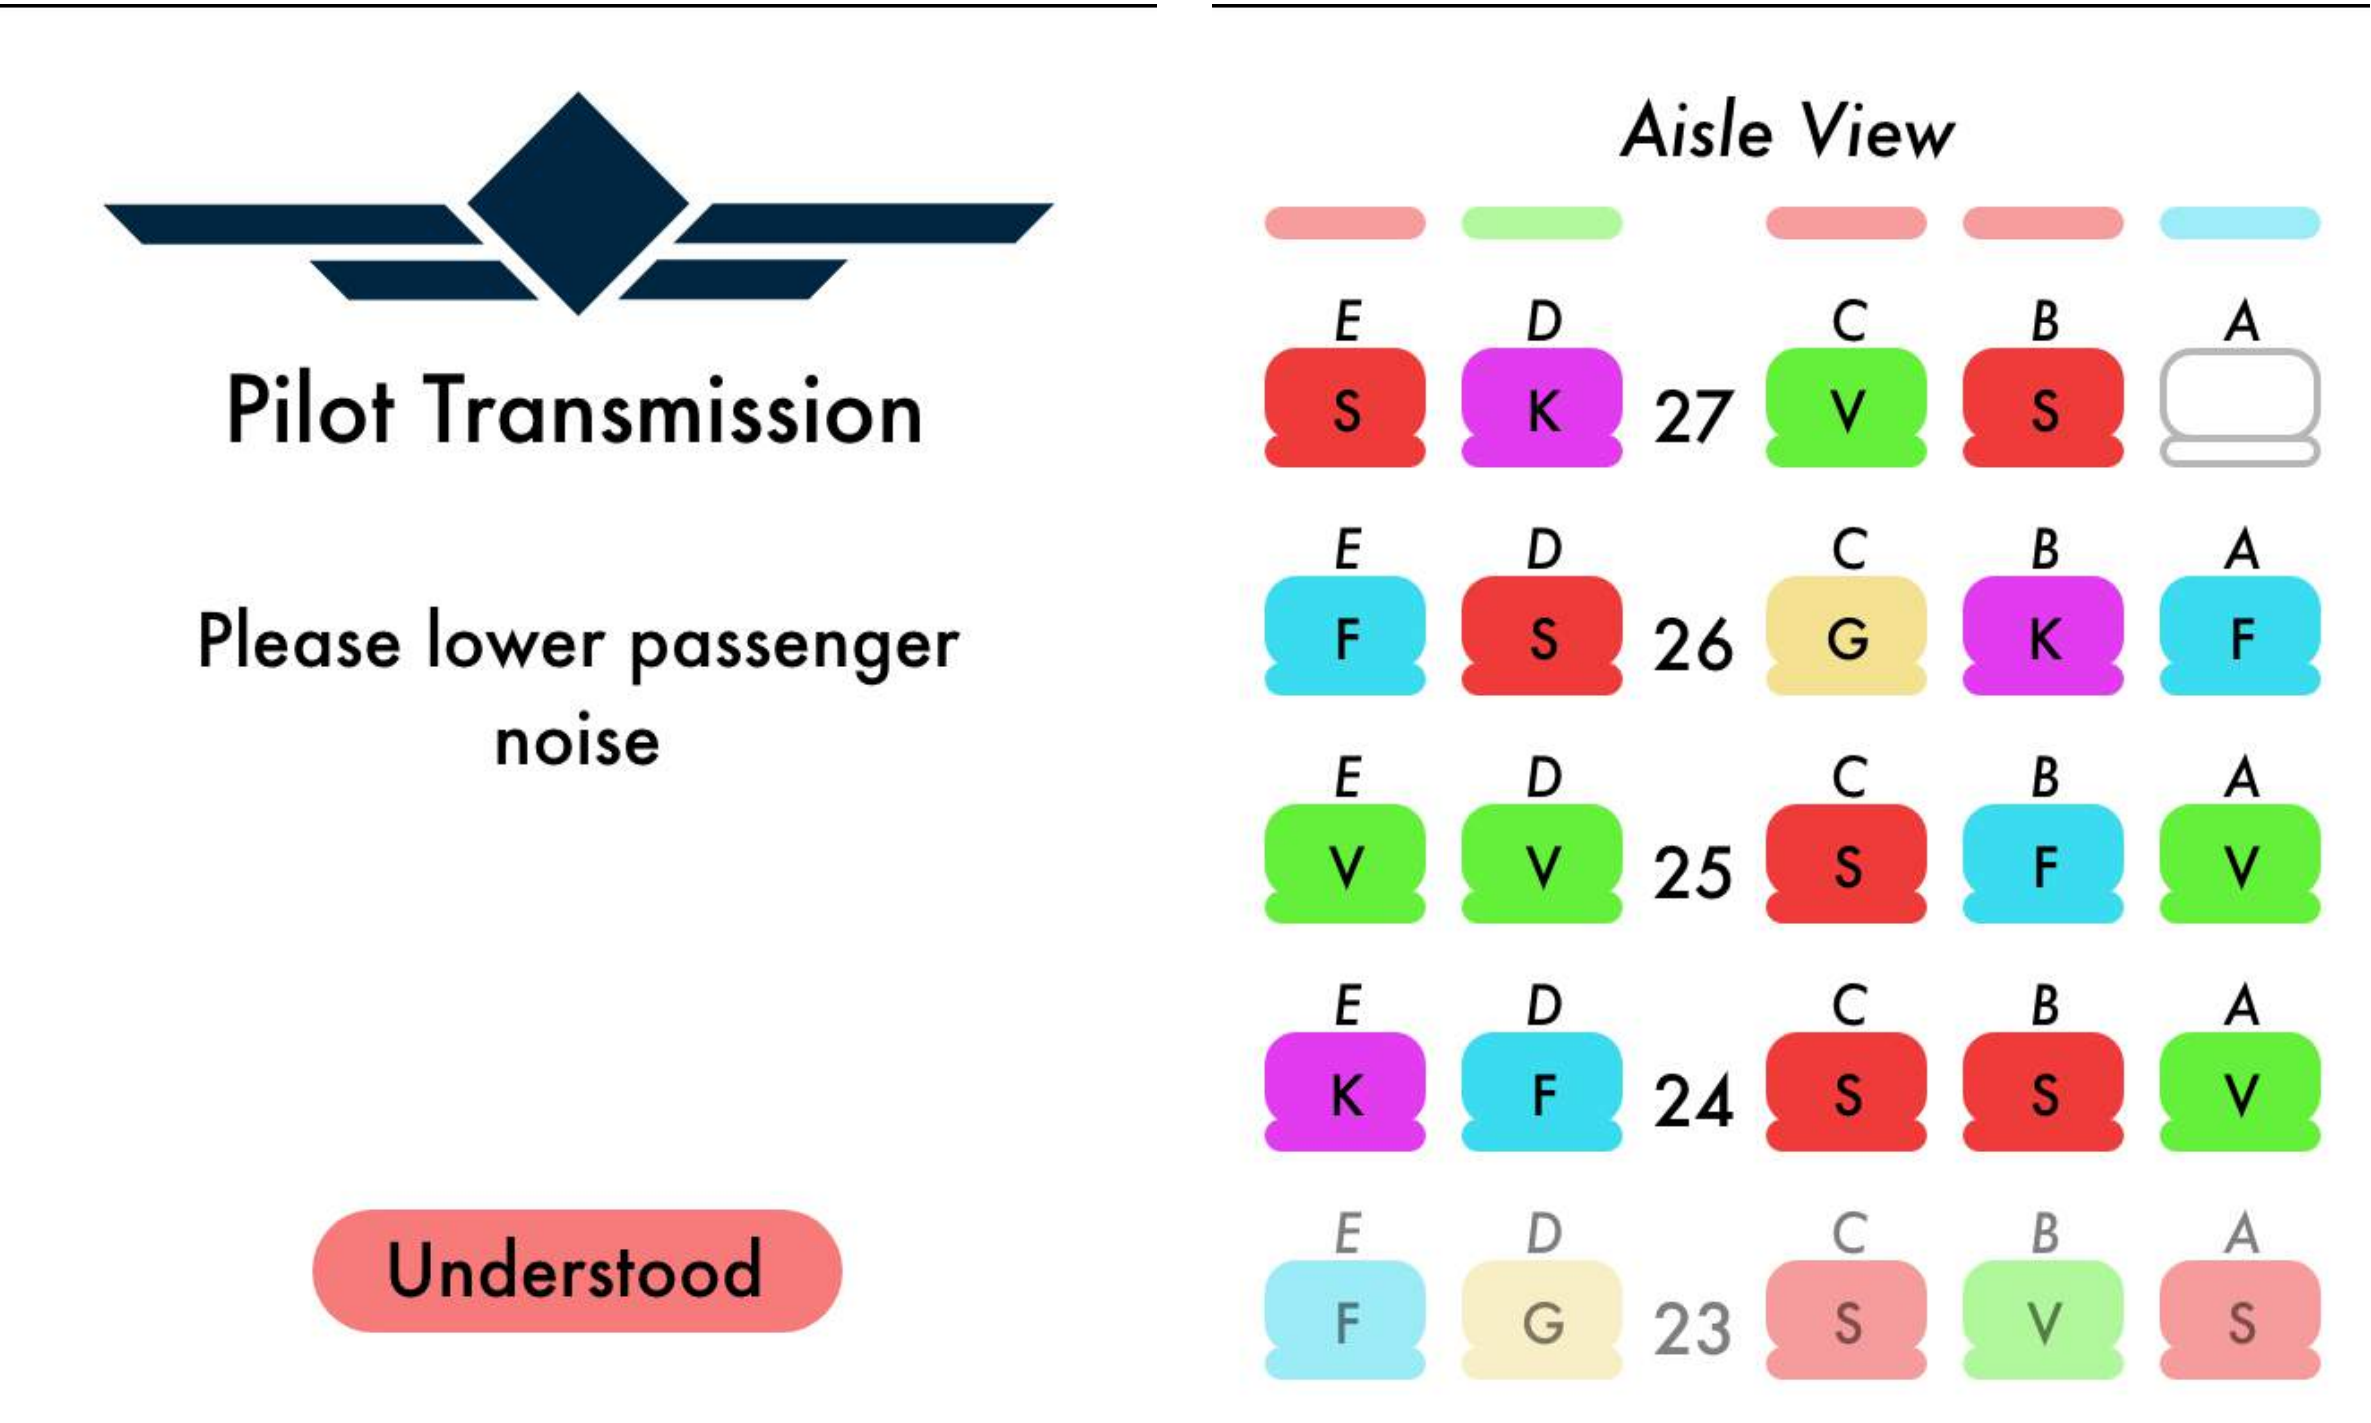 Pilot Transmission
Please lower passenger
noise
Understood
Aisle View
E D C B A
S K 27 V S
E D C B A
F S 26 G K F
E D C B A
V V 25 S F V
E D C B A
K F 24 S S V
E D C B A
F G 23 S V S